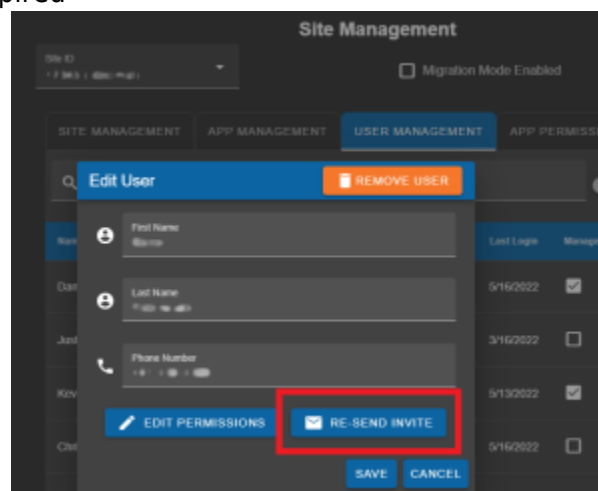 Site Management
Site ID
Migration Mode Enabled
SITE MANAGEMENT APP MANAGEMENT USER MANAGEMENT APP PERMISS
Edit User REMOVE USER
First Name
Last Login
Last Name
5/16/2022
3/16/2022
Phone Number
Kev 5/13/2022
EDIT PERMISSIONS RE-SEND INVITE
5/16/2022
SAVE CANCEL